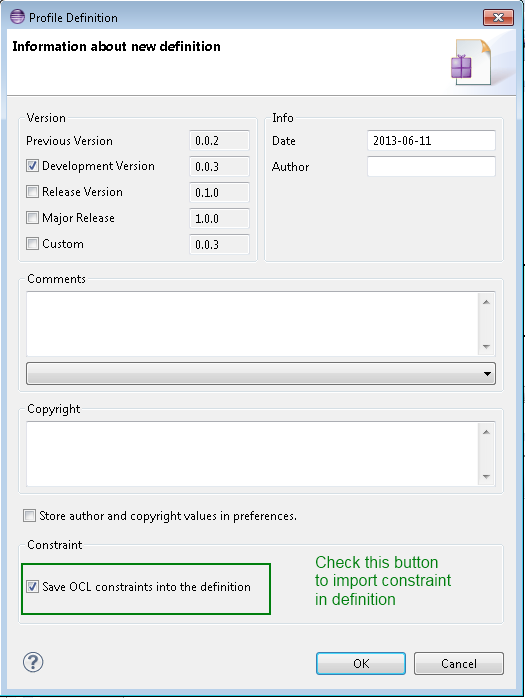 Profile Definition
Information about new definition
Version
Previous Version 0.0.2
Development Version 0.0.3
Release Version 0.1.0
Major Release 1.0.0
Custom 0.0.3
Info
Date 2013-06-11
Author
Comments
Copyright
Store author and copyright values in preferences.
Constraint
Save OCL constraints into the definition
Check this button
to import constraint
in definition
?
OK
Cancel